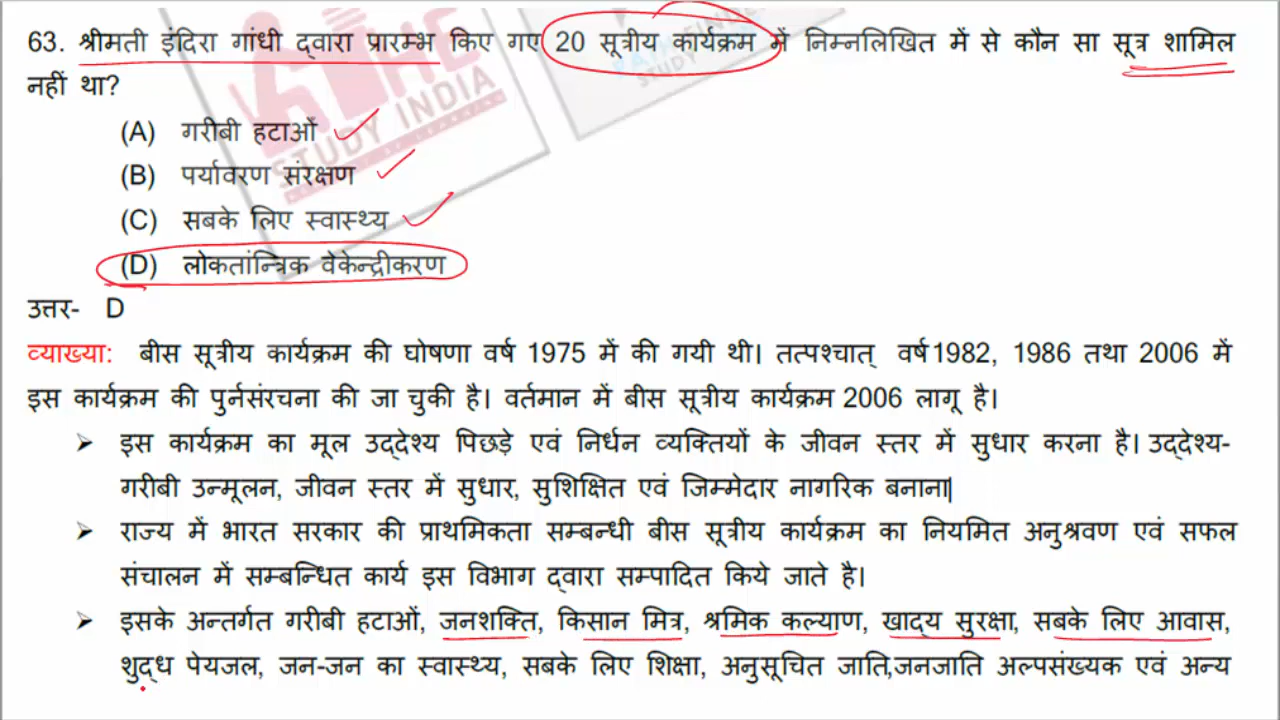 63. श्रीमती इंदिरा गांधी द्वारा प्रारम्भ किए गए 20 सूत्रीय कार्यक्रम में निम्नलिखित में से कौन सा सूत्र शामिल
नहीं था?
(A) गरीबी हटाओं
(B) पर्यावरण संरक्षण
(C) सबके लिए स्वास्थ्य
(D) लोकतांन्त्रिक वैकेन्द्रीकरण
उत्तर- D
व्याख्या: बीस सूत्रीय कार्यक्रम की घोषणा वर्ष 1975 में की गयी थी। तत्पश्चात् वर्ष 1982, 1986 तथा 2006 में
इस कार्यक्रम की पुर्नसंरचना की जा चुकी है। वर्तमान में बीस सूत्रीय कार्यक्रम 2006 लागू है।
➢ इस कार्यक्रम का मूल उद्देश्य पिछड़े एवं निर्धन व्यक्तियों के जीवन स्तर में सुधार करना है। उद्देश्य-
गरीबी उन्मूलन, जीवन स्तर में सुधार, सुशिक्षित एवं जिम्मेदार नागरिक बनाना|
➢ राज्य में भारत सरकार की प्राथमिकता सम्बन्धी बीस सूत्रीय कार्यक्रम का नियमित अनुश्रवण एवं सफल
संचालन में सम्बन्धित कार्य इस विभाग द्वारा सम्पादित किये जाते है।
➢ इसके अन्तर्गत गरीबी हटाओं, जनशक्ति, किसान मित्र, श्रमिक कल्याण, खाद्य सुरक्षा, सबके लिए आवास,
शुद्ध पेयजल, जन-जन का स्वास्थ्य, सबके लिए शिक्षा, अनुसूचित जाति,जनजाति अल्पसंख्यक एवं अन्य
STUDY INDIA
STUDY